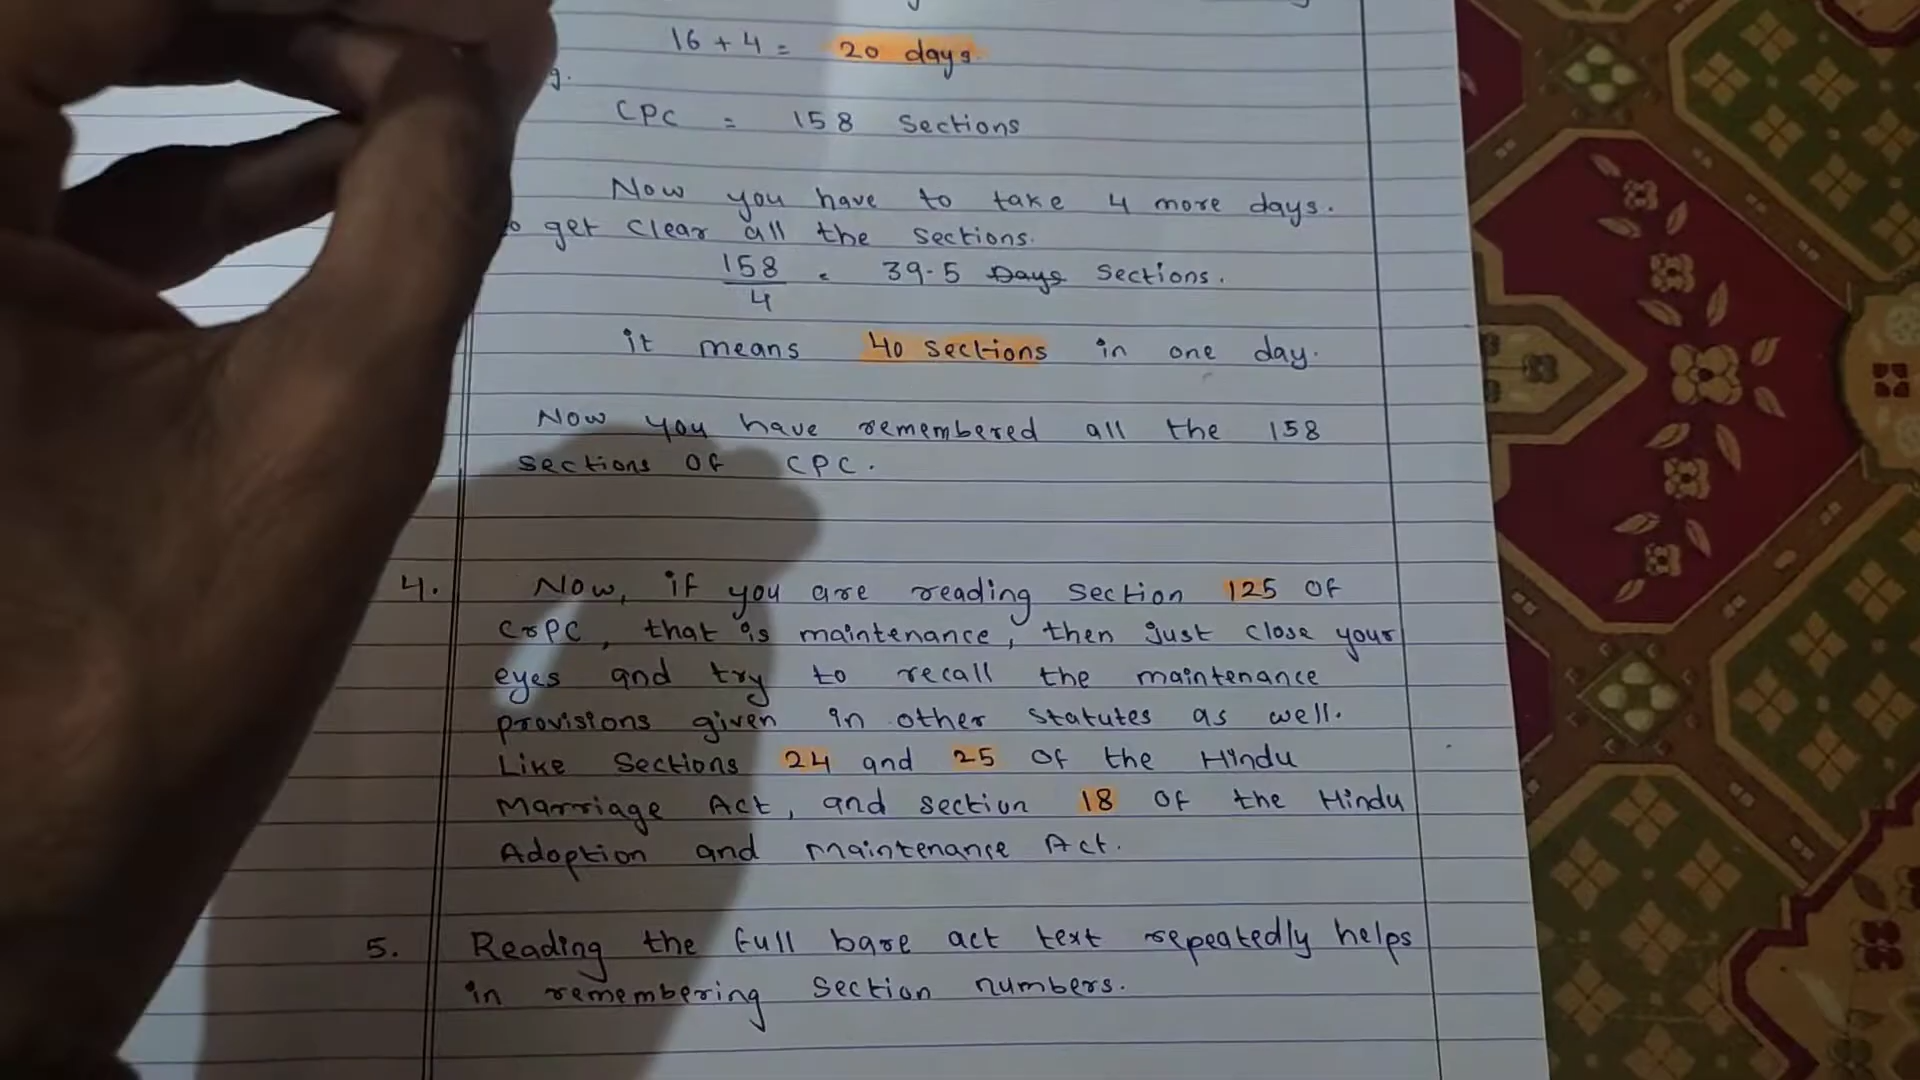 16 + 4 = 20 days.
g.
CPC = 158 Sections
Now you have to take 4 more days.
get clear all the sections.
158
4
= 39.5 Days Sections.
it means 40 sections in one day.
Now you have remembered all the 158
sections of CPC.
4. Now, if you are reading section 125 of
CrPC, that is maintenance, then just close your
eyes and try to recall the maintenance
provisions given in other statutes as well.
Like Sections 24 and 25 of the Hindu
Marriage Act, and section 18 of the Hindu
Adoption and maintenance Act.
5. Reading the full bare act text repeatedly helps
in remembering section numbers.